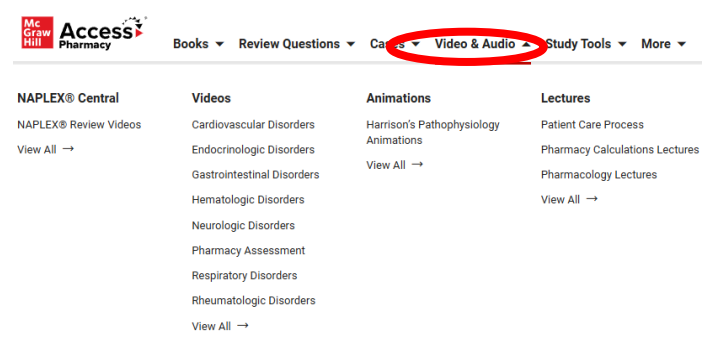 Mc
Graw
Hill
Access
Pharmacy
Books Review Questions Cases Video & Audio Study Tools More
NAPLEX® Central
NAPLEX® Review Videos
View All →
Videos
Cardiovascular Disorders
Endocrinologic Disorders
Gastrointestinal Disorders
Hematologic Disorders
Neurologic Disorders
Pharmacy Assessment
Respiratory Disorders
Rheumatologic Disorders
View All →
Animations
Harrison's Pathophysiology
Animations
View All →
Lectures
Patient Care Process
Pharmacy Calculations Lectures
Pharmacology Lectures
View All →